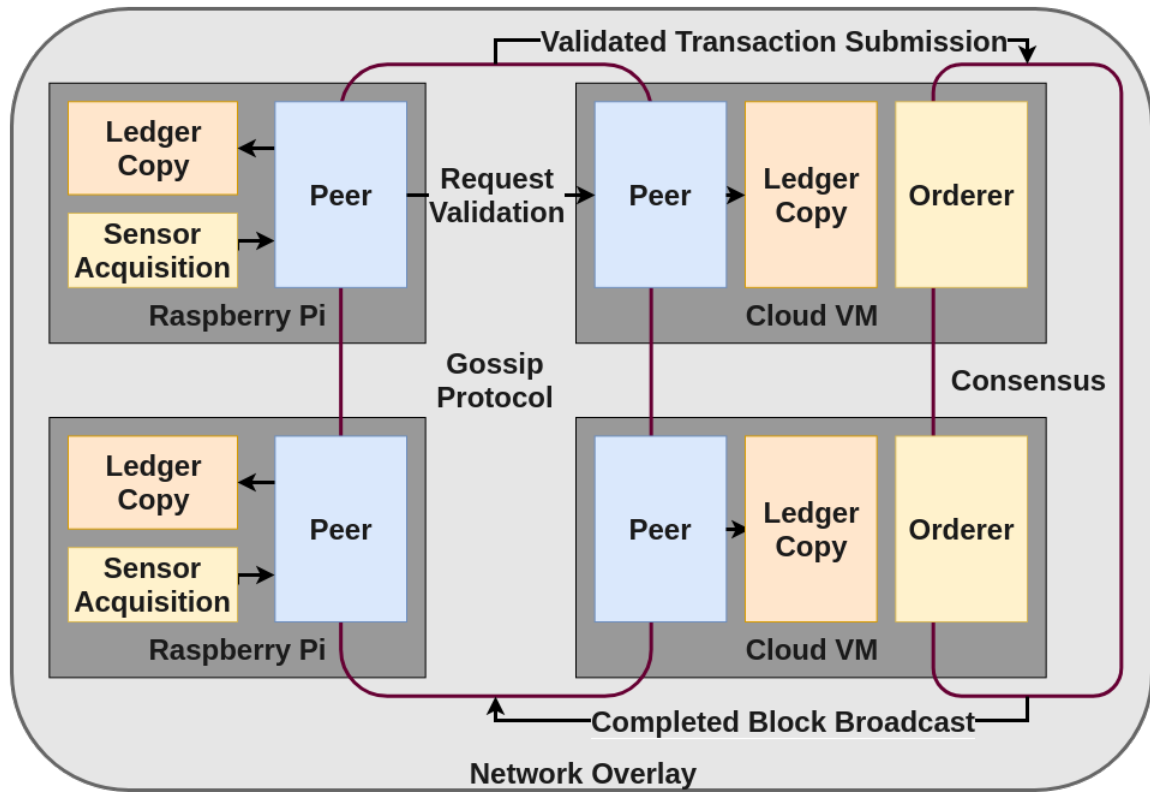 Validated Transaction Submission
Ledger
Copy
Sensor
Acquisition
Peer
Raspberry Pi
Request
Validation
Peer
Ledger
Copy
Orderer
Cloud VM
Gossip
Protocol
Consensus
Ledger
Copy
Sensor
Acquisition
Peer
Raspberry Pi
Peer
Ledger
Copy
Orderer
Cloud VM
Completed Block Broadcast
Network Overlay